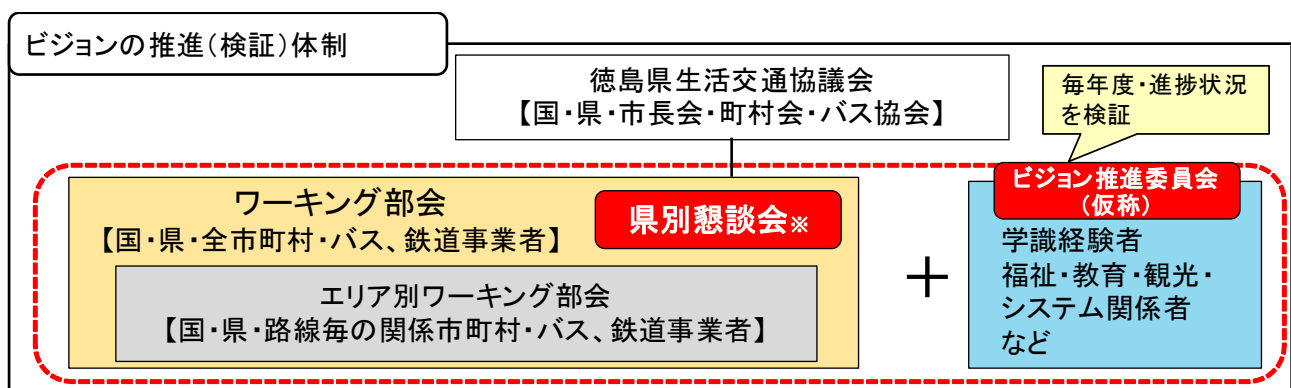 ビジョンの推進(検証)体制
徳島県生活交通協議会
【国・県・市長会・町村会・バス協会】
毎年度・進捗状況
を検証
ワーキング部会
【国・県・全市町村・バス、鉄道事業者】
県別懇談会※
エリア別ワーキング部会
【国・県・路線毎の関係市町村・バス、鉄道事業者】
＋
ビジョン推進委員会
(仮称)
学識経験者
福祉・教育・観光・
システム関係者
など